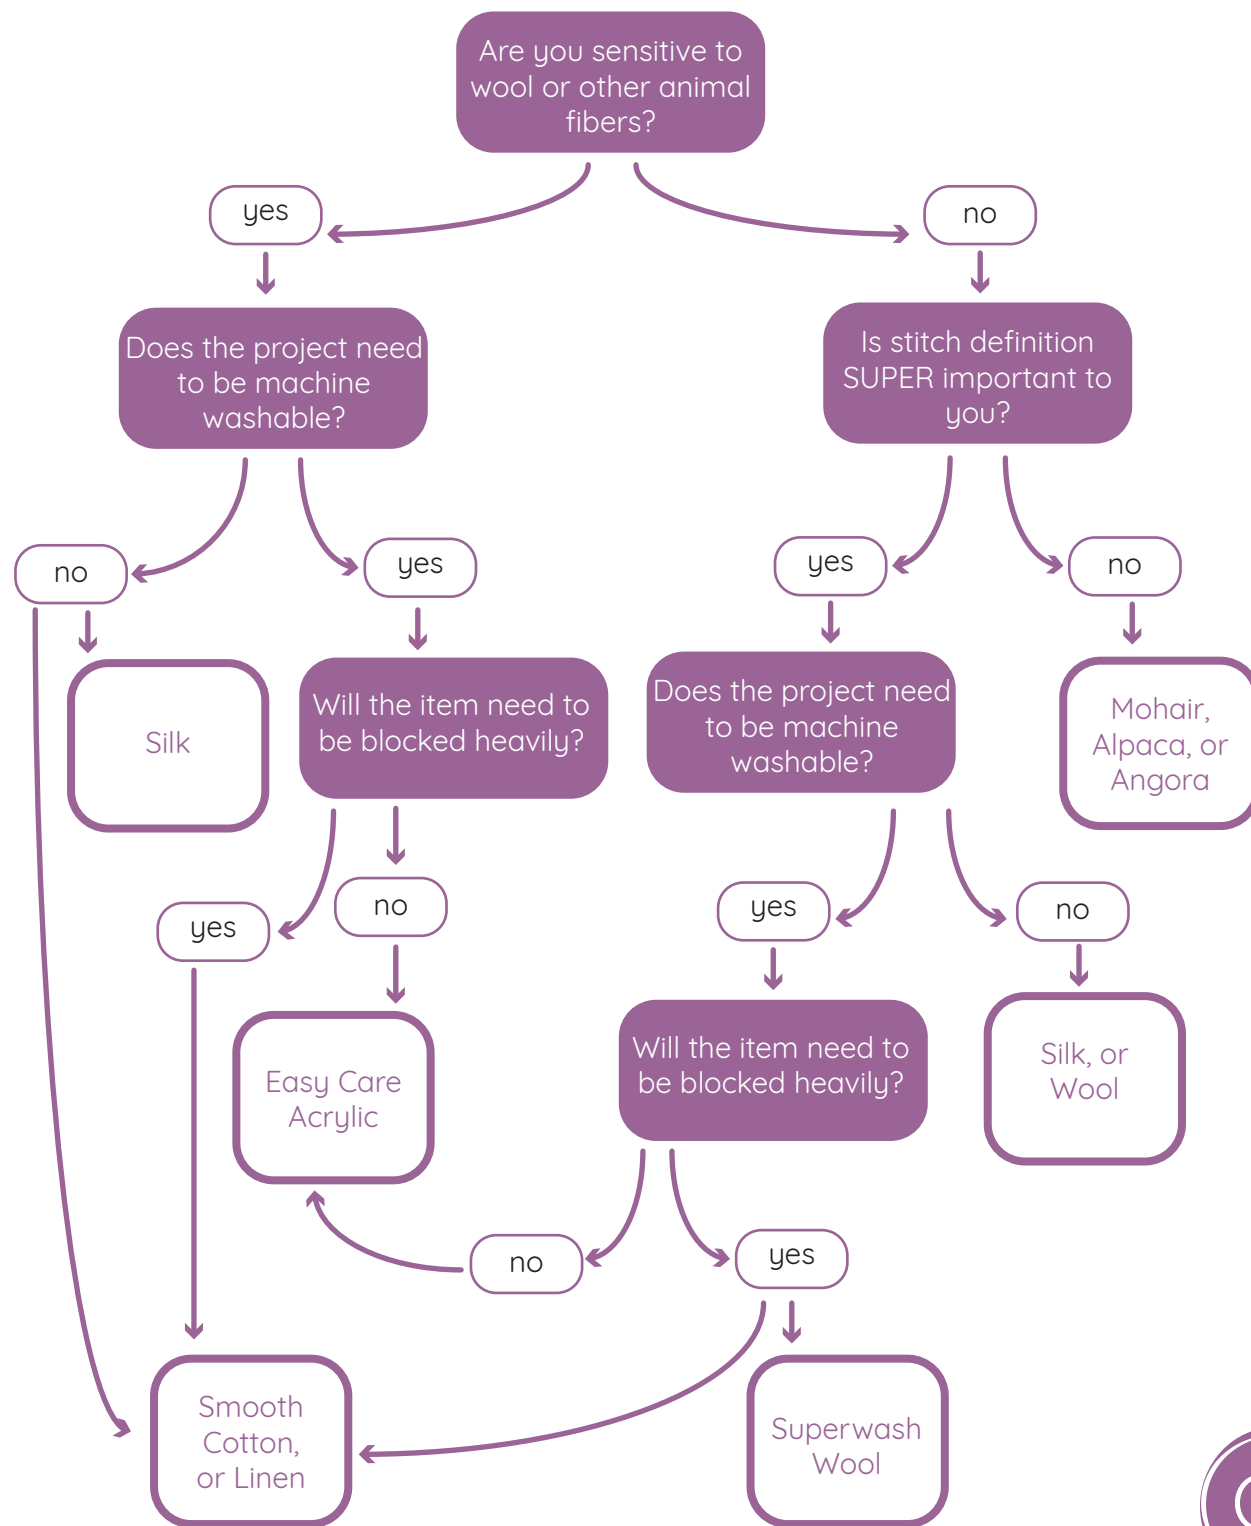 Are you sensitive to
wool or other animal
fibers?
yes
no
Does the project need
to be machine
washable?
Is stitch definition
SUPER important to
you?
no
yes
yes
no
Silk
Will the item need to
be blocked heavily?
Does the project need
to be machine
washable?
Mohair,
Alpaca, or
Angora
yes
no
yes
no
Easy Care
Acrylic
Will the item need to
be blocked heavily?
Silk, or
Wool
no
yes
Smooth
Cotton,
or Linen
Superwash
Wool